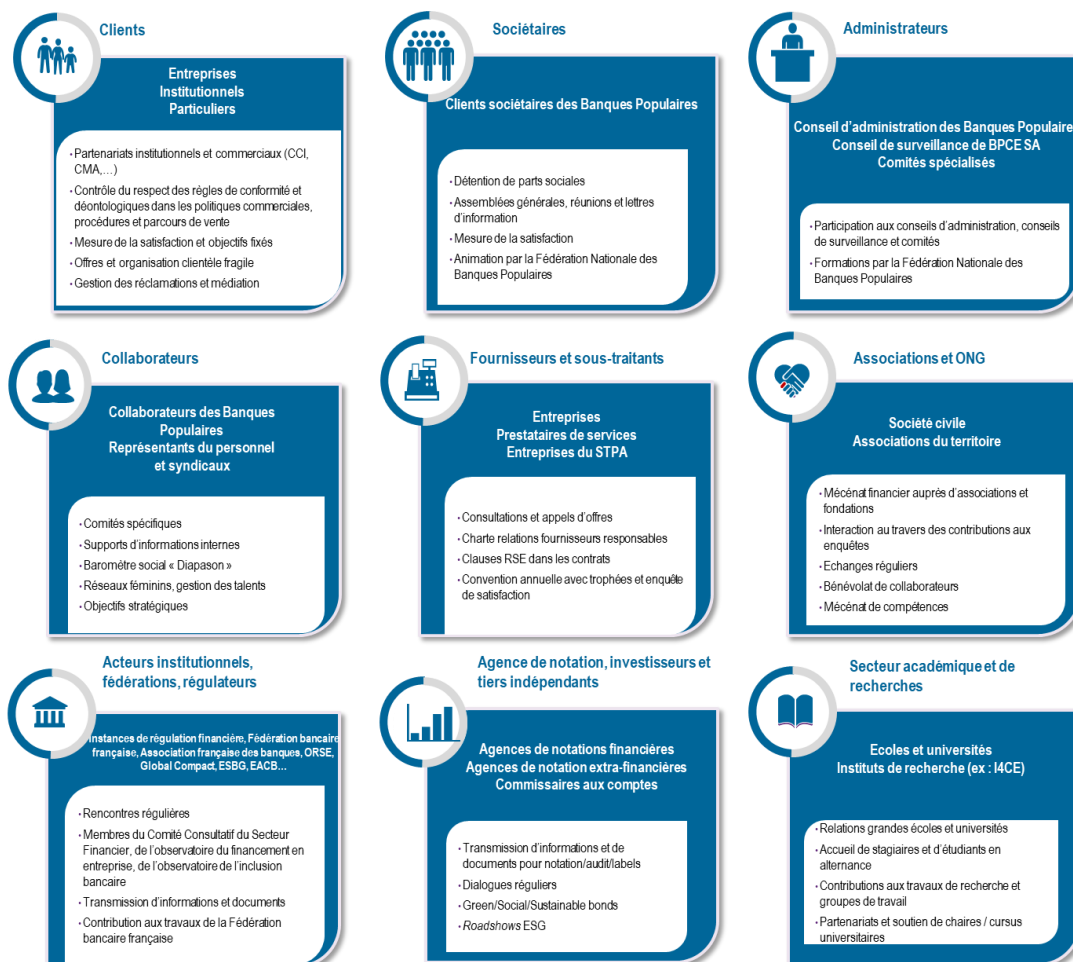 Clients
Entreprises
Institutionnels
Particuliers
• Partenariats institutionnels et commerciaux (CCI,
CMA,…)
• Contrôle du respect des règles de conformité et
déontologiques dans les politiques commerciales,
procédures et parcours de vente
• Mesure de la satisfaction et objectifs fixés
• Offres et organisation clientèle fragile
• Gestion des réclamations et médiation
Sociétaires
Clients sociétaires des Banques Populaires
• Détention de parts sociales
• Assemblées générales, réunions et lettres
d'information
• Mesure de la satisfaction
• Animation par la Fédération Nationale des
Banques Populaires
Administrateurs
Conseil d'administration des Banques Populaire
Conseil de surveillance de BPCE SA
Comités spécialisés
• Participation aux conseils d'administration, conseils
de surveillance et comités
• Formations par la Fédération Nationale des
Banques Populaires
Collaborateurs
Collaborateurs des Banques
Populaires
Représentants du personnel
et syndicaux
• Comités spécifiques
• Supports d'informations internes
• Baromètre social « Diapason »
• Réseaux féminins, gestion des talents
• Objectifs stratégiques
Fournisseurs et sous-traitants
Entreprises
Prestataires de services
Entreprises du STPA
• Consultations et appels d'offres
• Charte relations fournisseurs responsables
• Clauses RSE dans les contrats
• Convention annuelle avec trophées et enquête
de satisfaction
Associations et ONG
Société civile
Associations du territoire
• Mécénat financier auprès d'associations et
fondations
• Interaction au travers des contributions aux
enquêtes
• Echanges réguliers
• Bénévolat de collaborateurs
• Mécénat de compétences
Acteurs institutionnels,
fédérations, régulateurs
Instances de régulation financière, Fédération bancaire
française, Association française des banques, ORSE,
Global Compact, ESBG, EACB…
• Rencontres régulières
• Membres du Comité Consultatif du Secteur
Financier, de l'observatoire du financement en
entreprise, de l'observatoire de l'inclusion
bancaire
• Transmission d'informations et documents
• Contribution aux travaux de la Fédération
bancaire française
Agence de notation, investisseurs et
tiers indépendants
Agences de notations financières
Agences de notation extra-financières
Commissaires aux comptes
• Transmission d'informations et de
documents pour notation/audit/labels
• Dialogues réguliers
• Green/Social/Sustainable bonds
• Roadshows ESG
Secteur académique et de
recherches
Ecoles et universités
Instituts de recherche (ex : I4CE)
• Relations grandes écoles et universités
• Accueil de stagiaires et d'étudiants en
alternance
• Contributions aux travaux de recherche et
groupes de travail
• Partenariats et soutien de chaires / cursus
universitaires